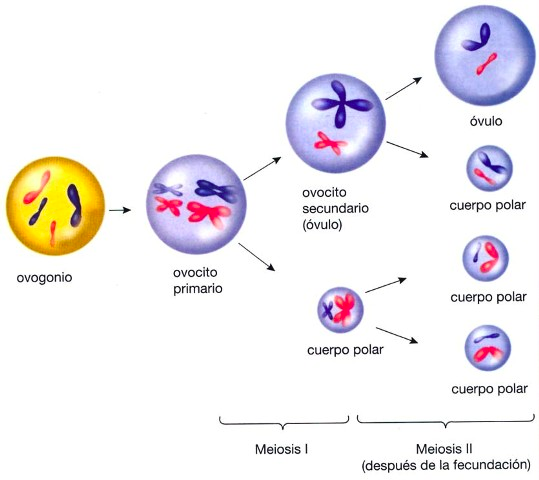 ovogonio
ovocito
primario
ovocito
secundario
(óvulo)
cuerpo polar
óvulo
cuerpo polar
cuerpo polar
cuerpo polar
Meiosis I
Meiosis II
(después de la fecundación)